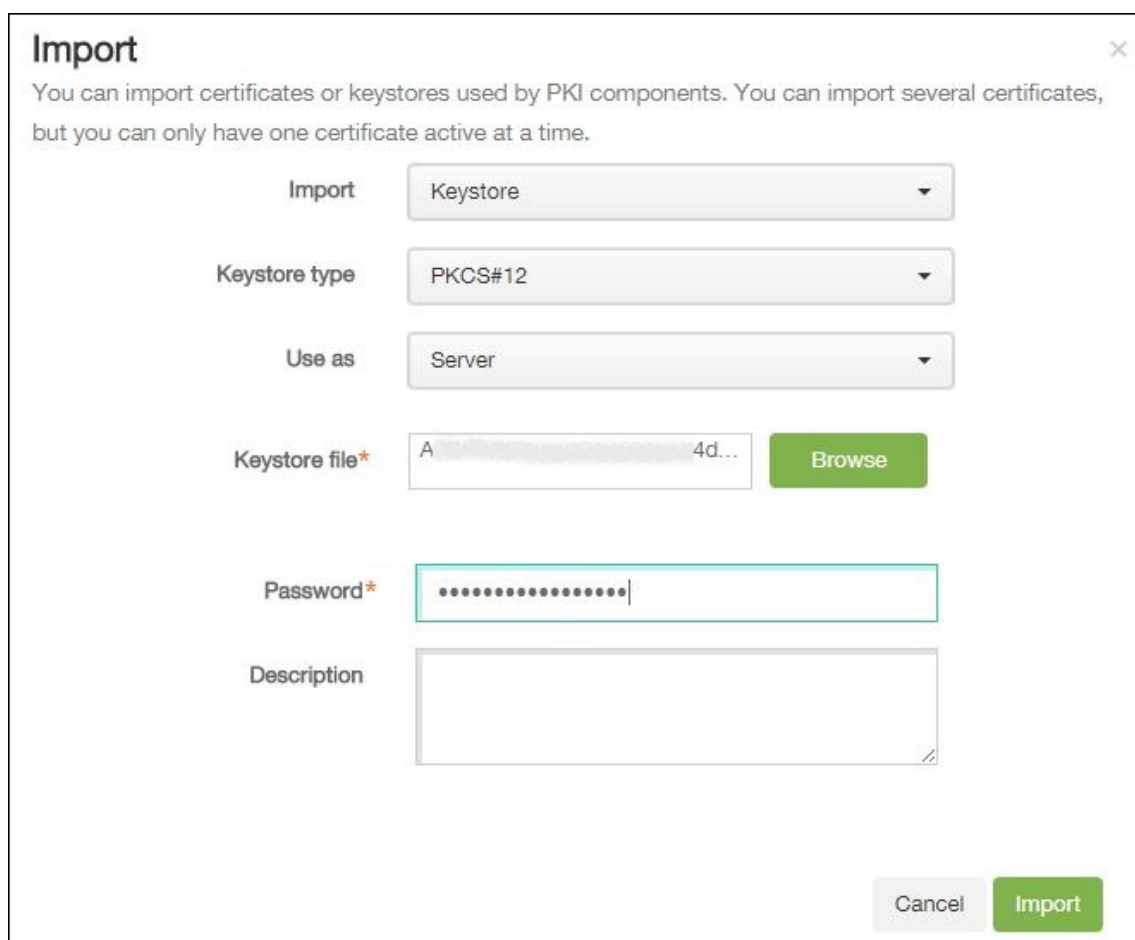 Import
You can import certificates or keystores used by PKI components. You can import several certificates,
but you can only have one certificate active at a time.
Import Keystore
Keystore type PKCS#12
Use as Server
Keystore file* A 4d... Browse
Password* •••••••••••••••••
Description
Cancel Import